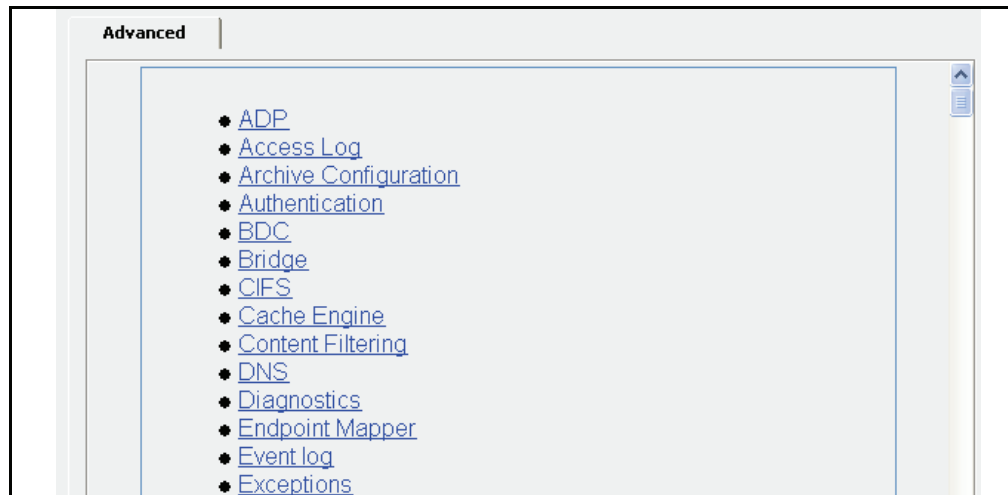 Advanced
ADP
Access Log
Archive Configuration
Authentication
BDC
Bridge
CIFS
Cache Engine
Content Filtering
DNS
Diagnostics
Endpoint Mapper
Event log
Exceptions